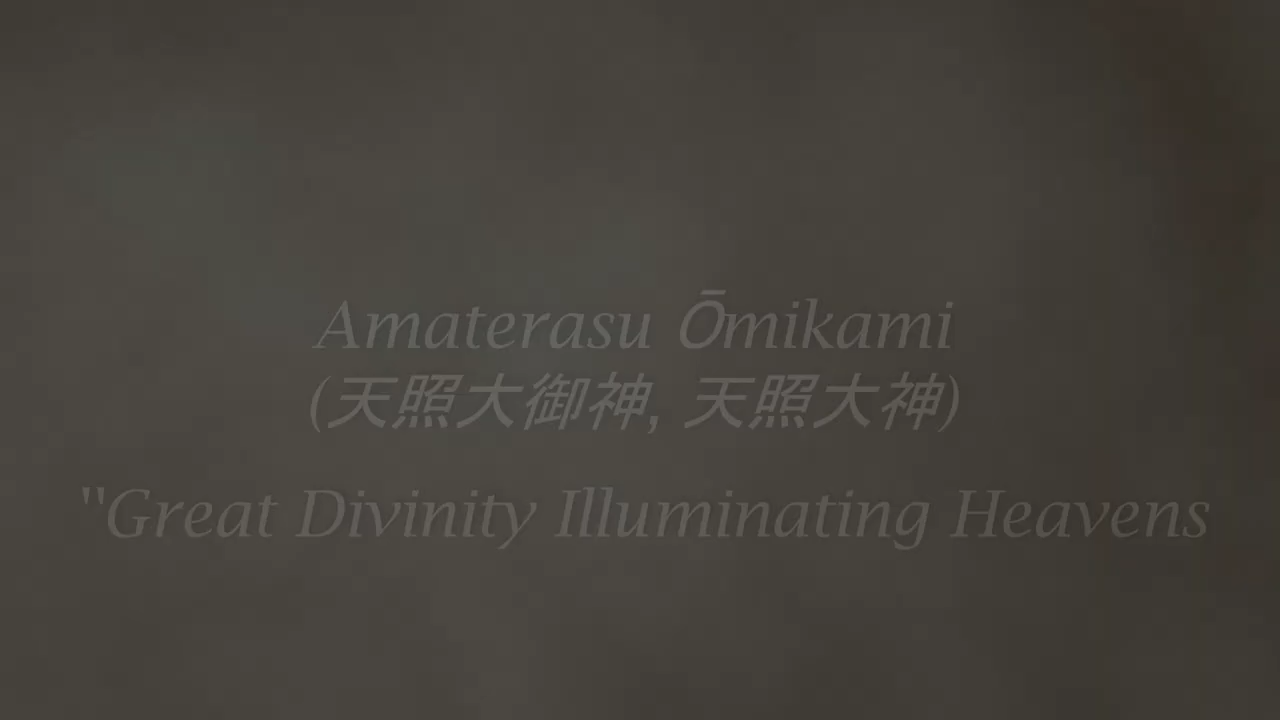 Amaterasu Ōmikami
(天照大御神, 天照大神)
"Great Divinity Illuminating Heavens